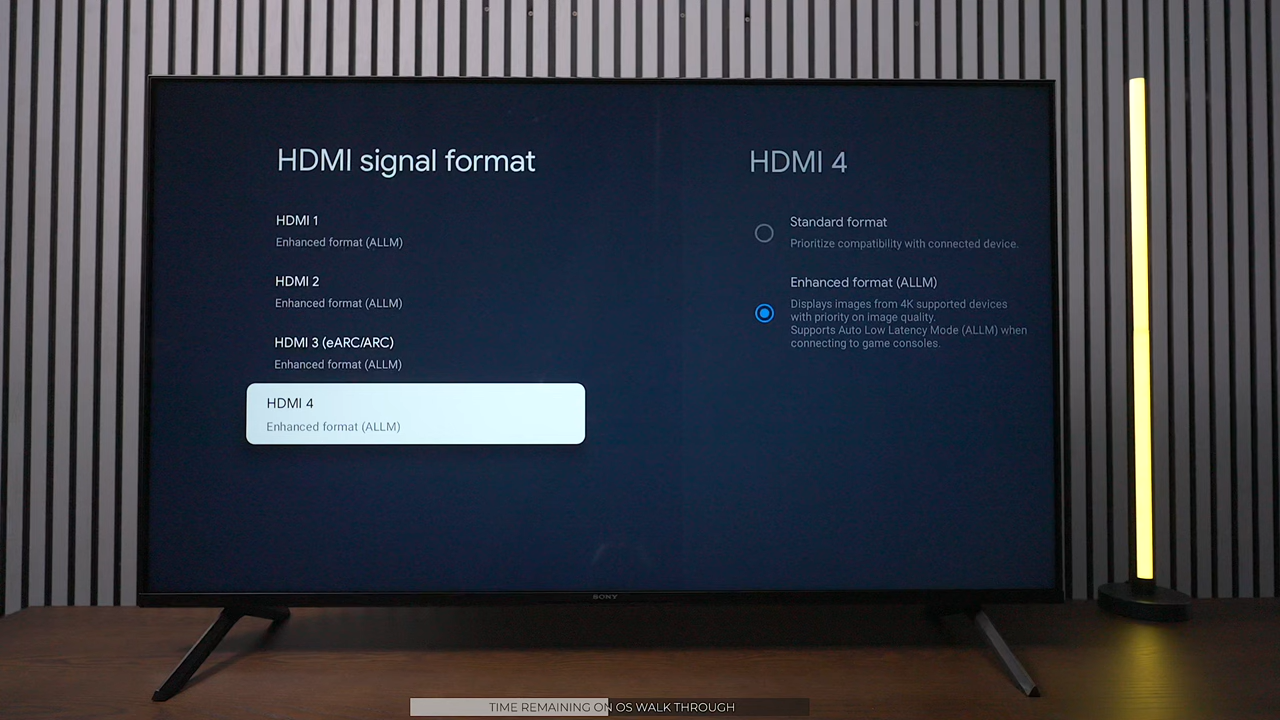 HDMI signal format
HDMI 1
Enhanced format (ALLM)
HDMI 2
Enhanced format (ALLM)
HDMI 3 (eARC/ARC)
Enhanced format (ALLM)
HDMI 4
Enhanced format (ALLM)
HDMI 4
Standard format
Prioritize compatibility with connected device.
Enhanced format (ALLM)
Displays images from 4K supported devices
with priority on image quality.
Supports Auto Low Latency Mode (ALLM) when
connecting to game consoles.
SONY
TIME REMAINING ON OS WALK THROUGH